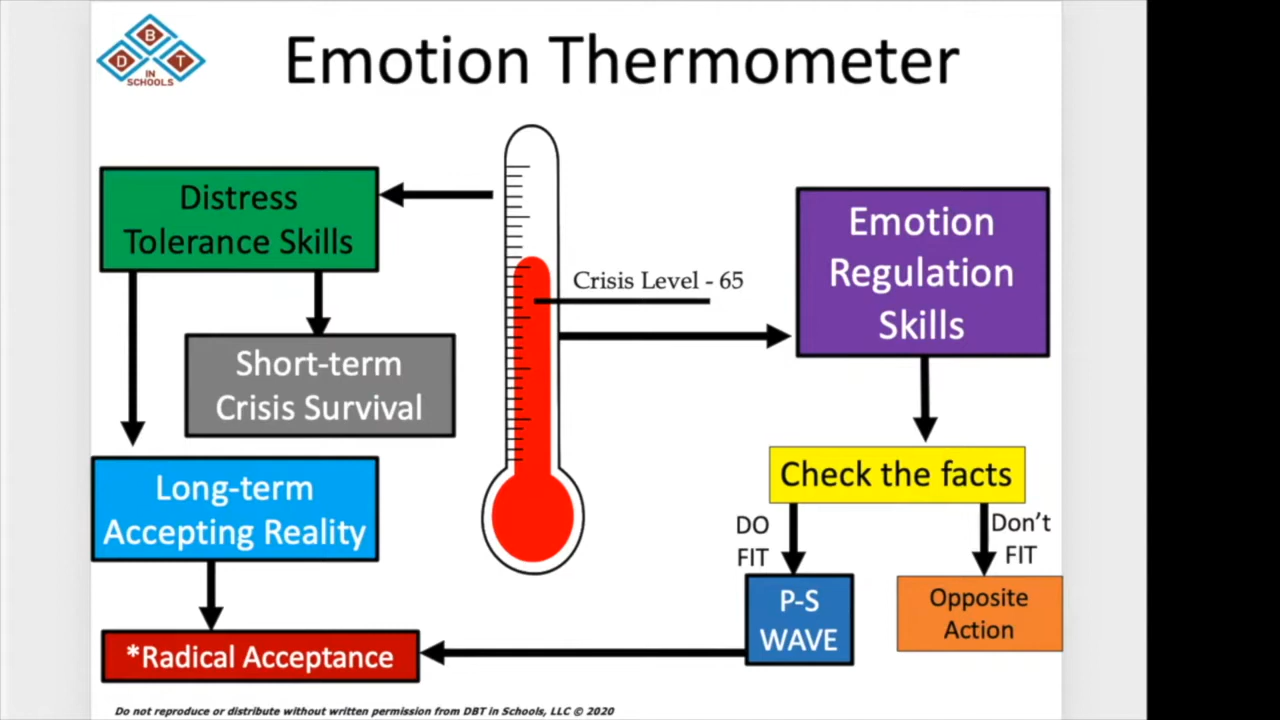 B
D T
IN
SCHOOLS
Emotion Thermometer
Distress
Tolerance Skills
Short-term
Crisis Survival
Long-term
Accepting Reality
*Radical Acceptance
Crisis Level - 65
Emotion
Regulation
Skills
Check the facts
DO
FIT
Don't
FIT
P-S
WAVE
Opposite
Action
Do not reproduce or distribute without written permission from DBT in Schools, LLC © 2020